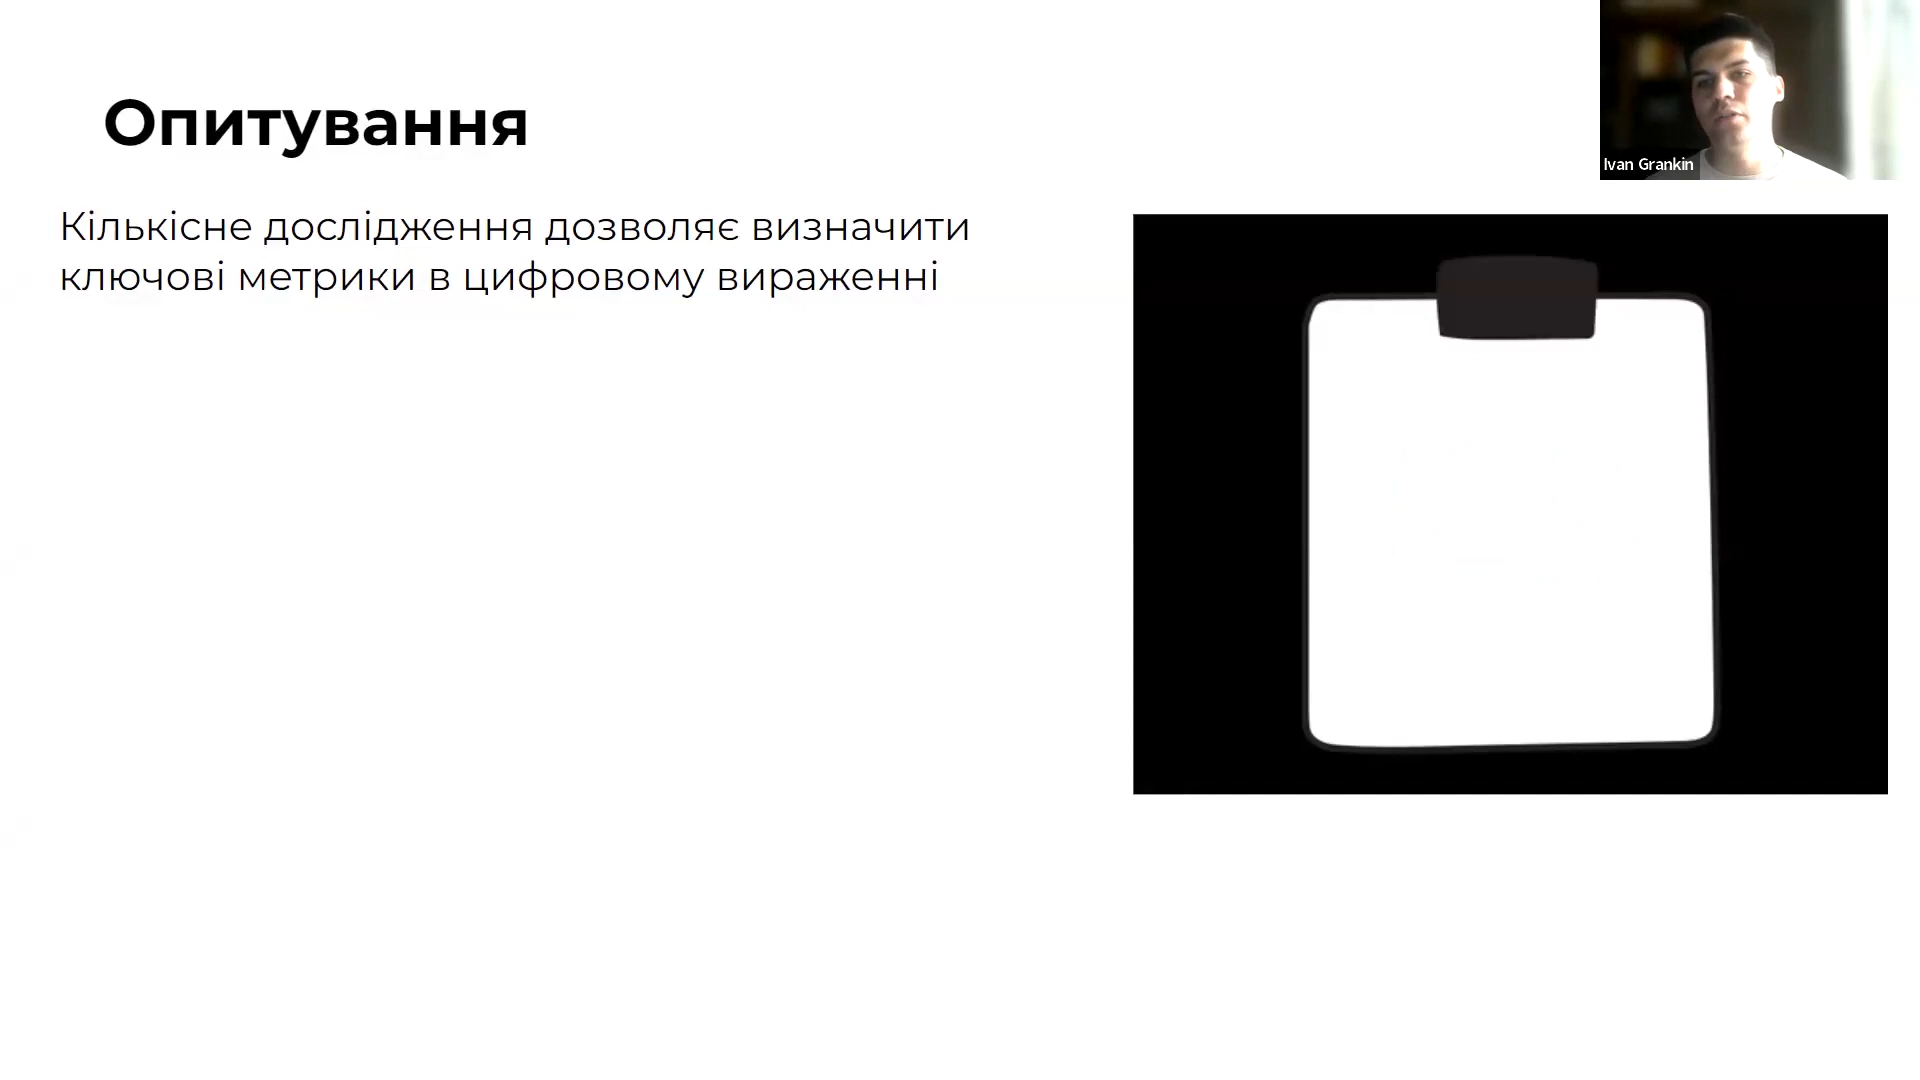 Опитування
Ivan Grankin
Кількісне дослідження дозволяє визначити
ключові метрики в цифровому вираженні